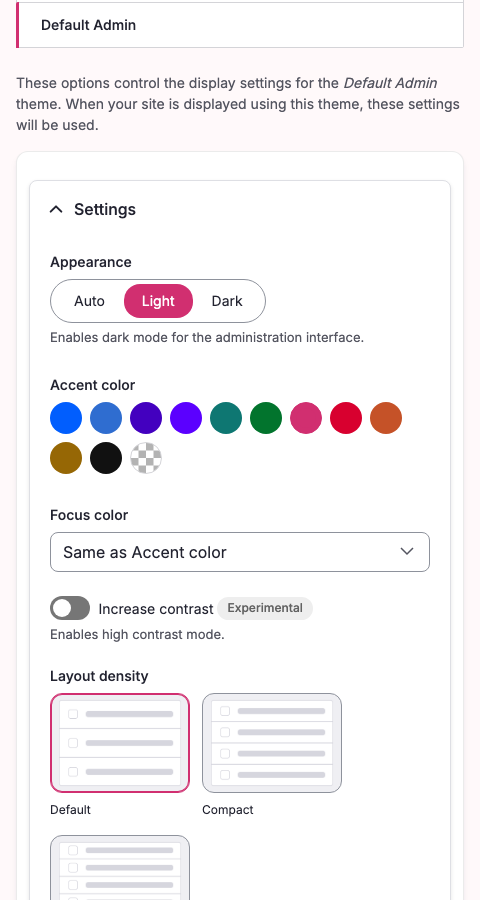 Default Admin
These options control the display settings for the Default Admin
theme. When your site is displayed using this theme, these settings
will be used.
Settings
Appearance
Auto
Light
Dark
Enables dark mode for the administration interface.
Accent color
Focus color
Same as Accent color
Increase contrast Experimental
Enables high contrast mode.
Layout density
Default
Compact